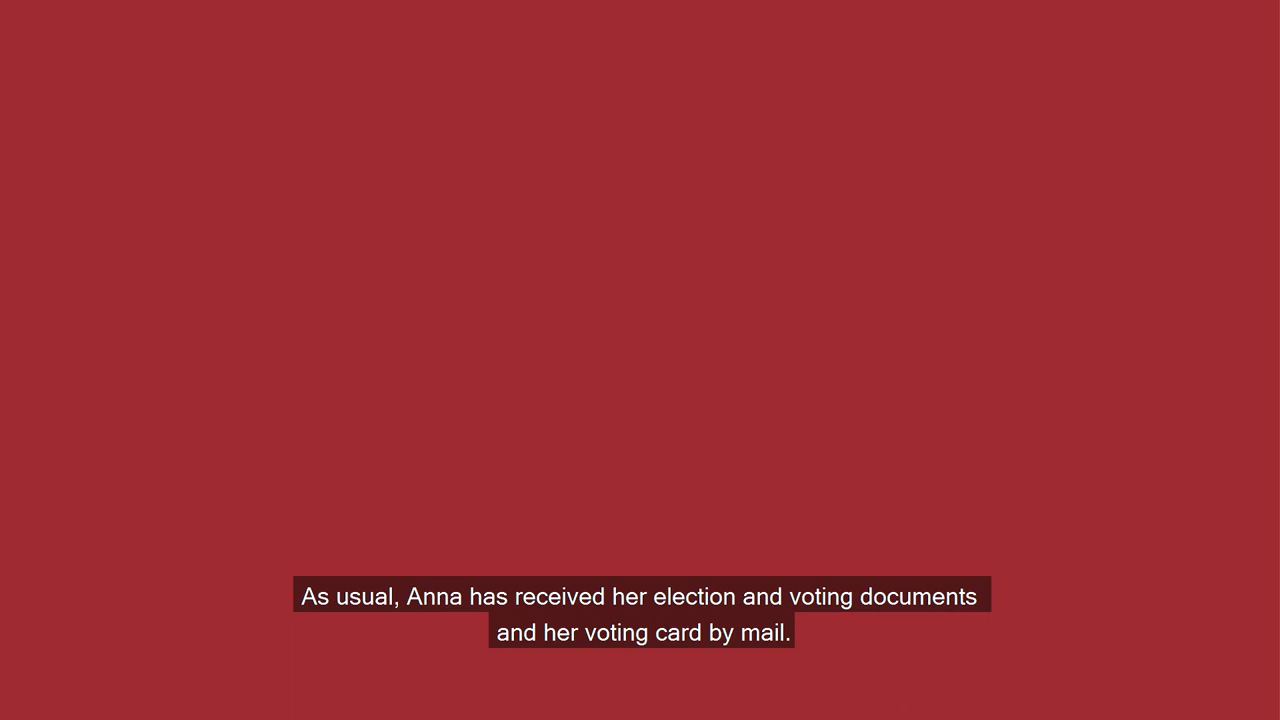 As usual, Anna has received her election and voting documents
and her voting card by mail.